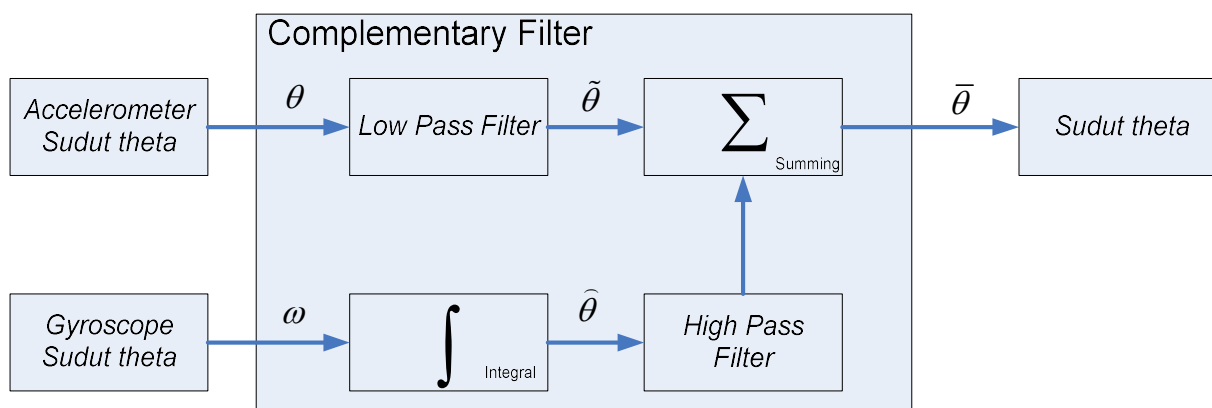 Complementary Filter
Accelerometer
Sudut theta
θ
Low Pass Filter
θ̃
∑
Summing
θ̅
Sudut theta
Gyroscope
Sudut theta
ω
∫
Integral
θ̑
High Pass
Filter